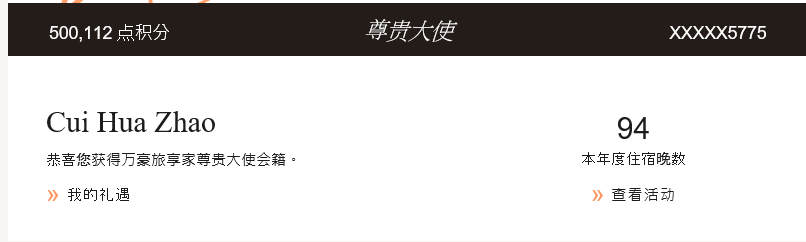 500,112 点积分
尊贵大使
XXXXX5775
Cui Hua Zhao
恭喜您获得万豪旅享家尊贵大使会籍。
» 我的礼遇
94
本年度住宿晚数
» 查看活动